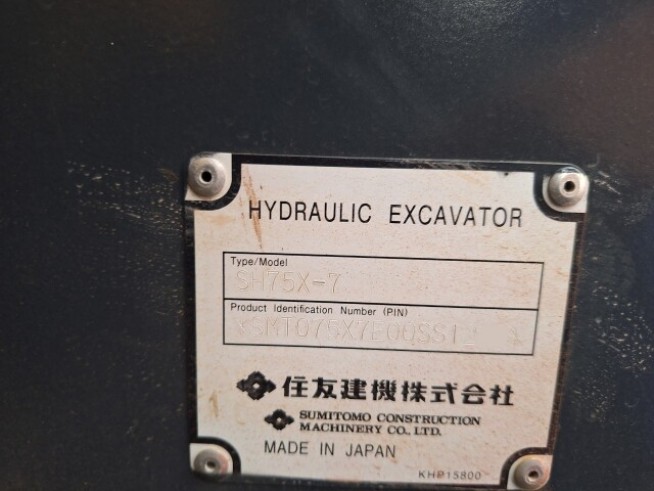 HYDRAULIC EXCAVATOR
Type/Model
SH75X-7
Product Identification Number (PIN)
住友建機株式会社
SUMITOMO CONSTRUCTION
MACHINERY CO., LTD.
MADE IN JAPAN
KHP15800